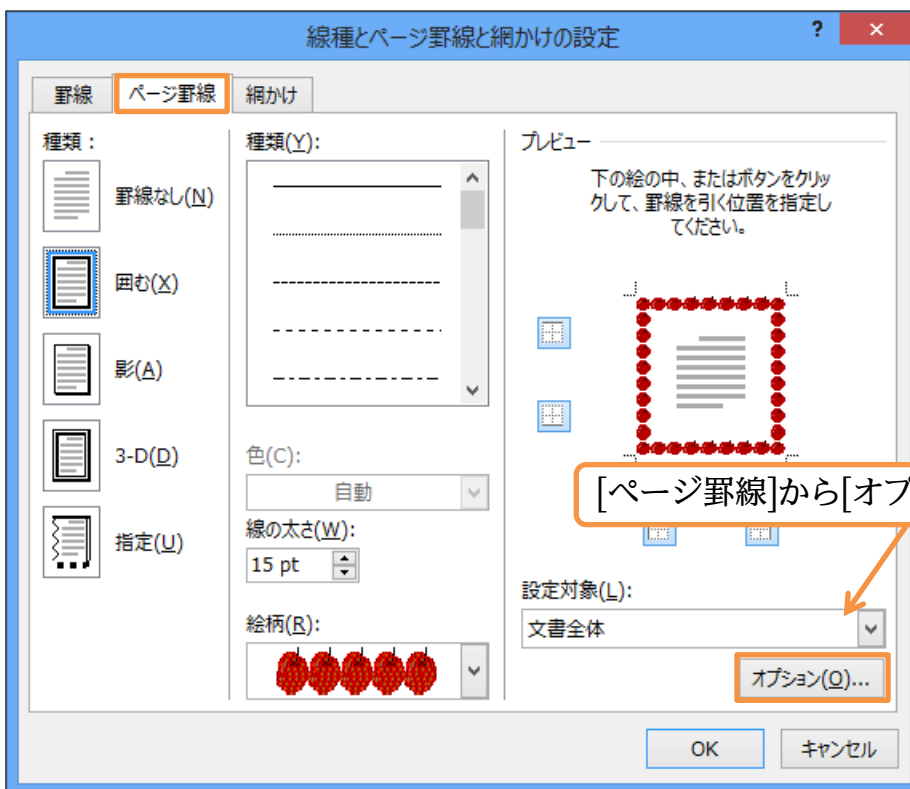 線種とページ罫線と網かけの設定
?
×
罫線
ページ罫線
網かけ
種類：
罫線なし(N)
囲む(X)
影(A)
3-D(D)
指定(U)
種類(Y):
色(C):
自動
線の太さ(W):
15 pt
絵柄(R):
プレビュー
下の絵の中、またはボタンをクリッ
クして、罫線を引く位置を指定し
てください。
[ページ罫線]から[オプ
設定対象(L):
文書全体
オプション(O)...
OK
キャンセル